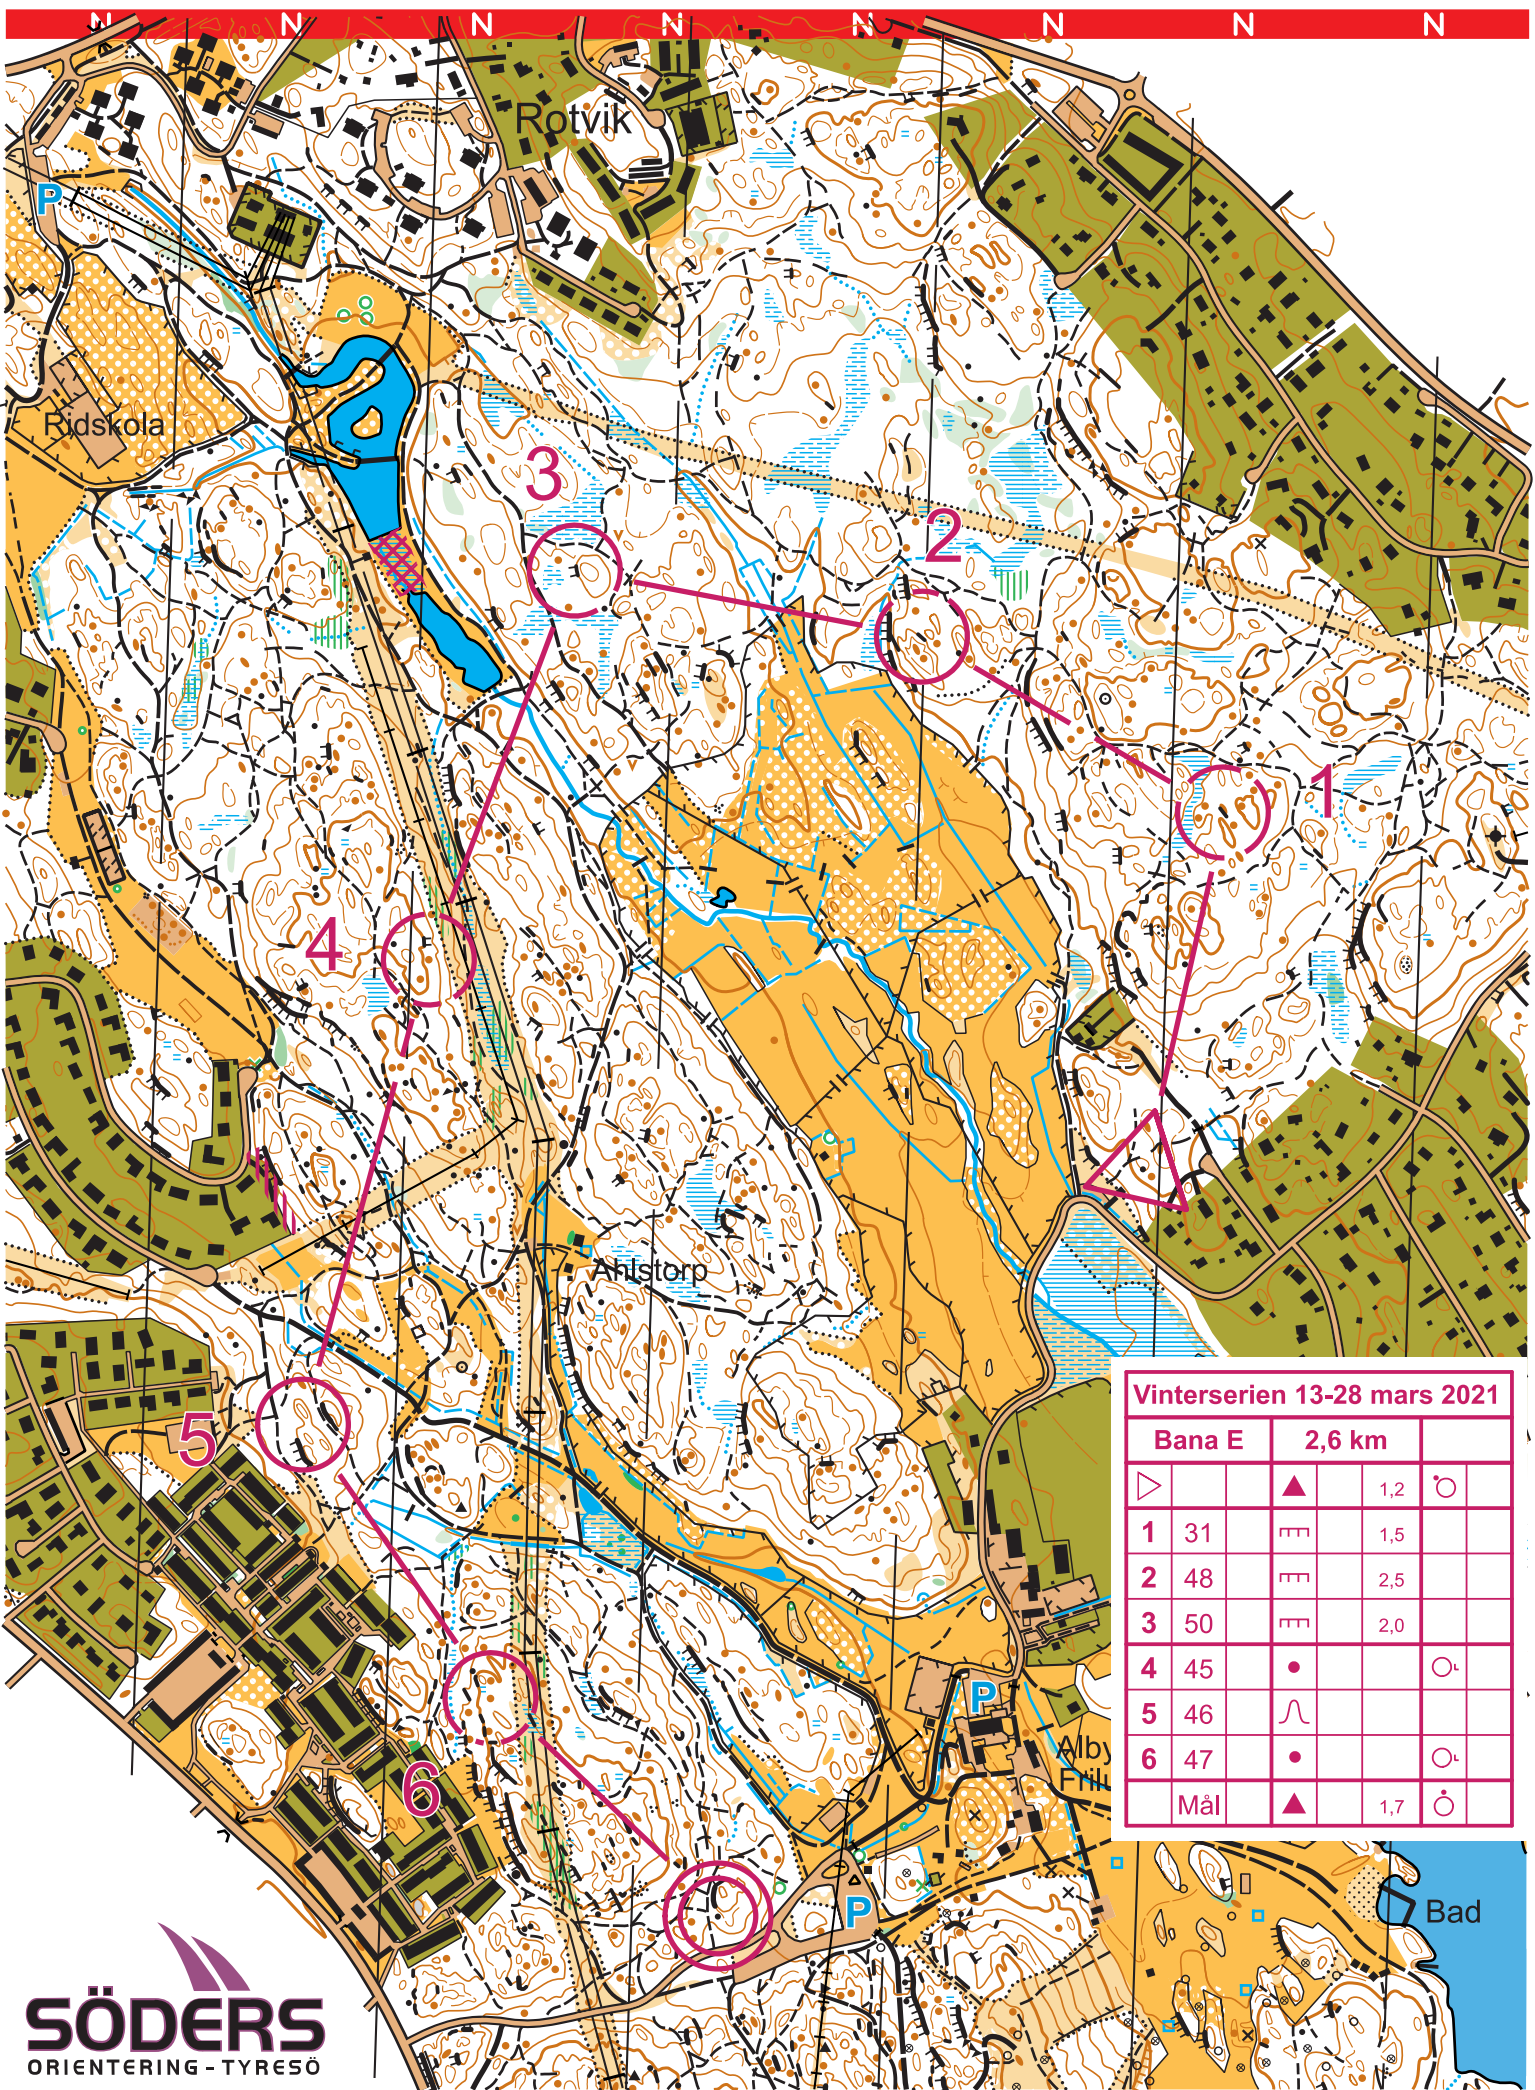 N N N N N N N N
Rotvik
P
Ridskola
3
2
1
4
Ahlstorp
5
6
P
Alby
P
Bad
Vinterserien 13-28 mars 2021
Bana E 2,6 km
1,2
1 31 1,5
2 48 2,5
3 50 2,0
4 45
5 46
6 47
Mål 1,7
SÖDERS
ORIENTERING-TYRESÖ